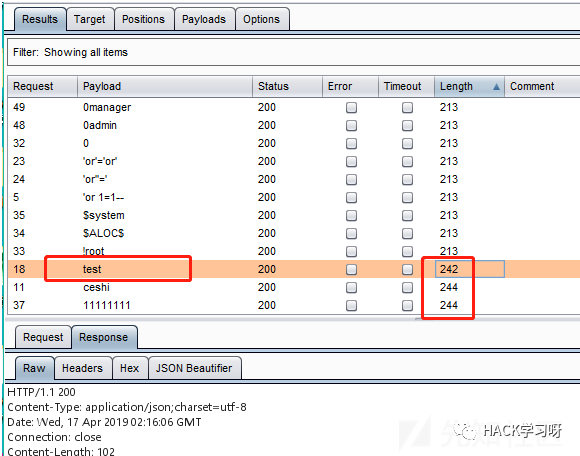 Results Target Positions Payloads Options
Filter: Showing all items
Request Payload Status Error Timeout Length Comment
49 0manager 200 213
48 0admin 200 213
32 0 200 213
23 'or'='or' 200 213
24 'or''=' 200 213
5 'or 1=1-- 200 213
35 $system 200 213
34 $ALOC$ 200 213
33 !root 200 213
18 test 200 242
11 ceshi 200 244
37 11111111 200 244
Request Response
Raw Headers Hex JSON Beautifier
HTTP/1.1 200
Content-Type: application/json;charset=utf-8
Date: Wed, 17 Apr 2019 02:16:06 GMT
Connection: close
Content-Length: 102
HACK学习呀